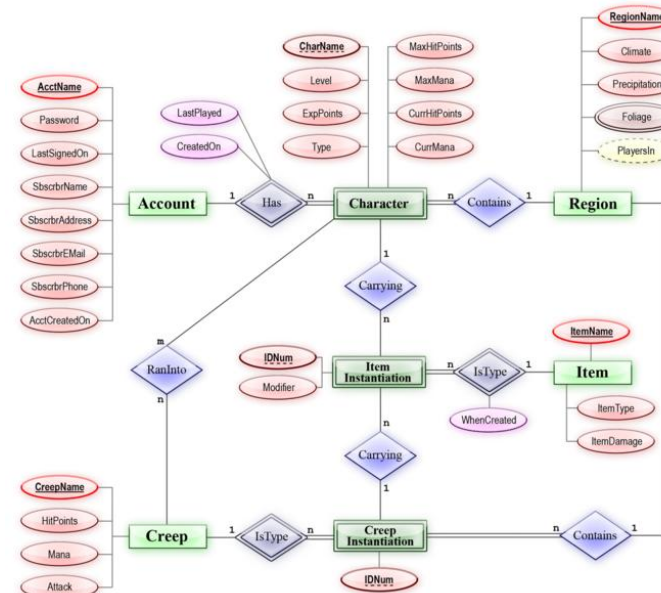 RegionName
CharName
MaxHitPoints
Climate
AcctName
Level
MaxMana
Precipitation
Password
LastPlayed
ExpPoints
CurrHitPoints
Foliage
LastSignedOn
CreatedOn
Type
CurrMana
PlayersIn
SbscrbrName
Account
1
Has
n
Character
n
Contains
1
Region
SbscrbrAddress
SbscrbrEMail
1
SbscrbrPhone
Carrying
AcctCreatedOn
n
ItemName
m
IDNum
RanInto
Item
Instantiation
n
IsType
1
Item
Modifier
n
n
WhenCreated
ItemType
Carrying
ItemDamage
CreepName
1
HitPoints
Creep
1
IsType
n
Creep
Instantiation
n
Contains
1
Mana
Attack
IDNum